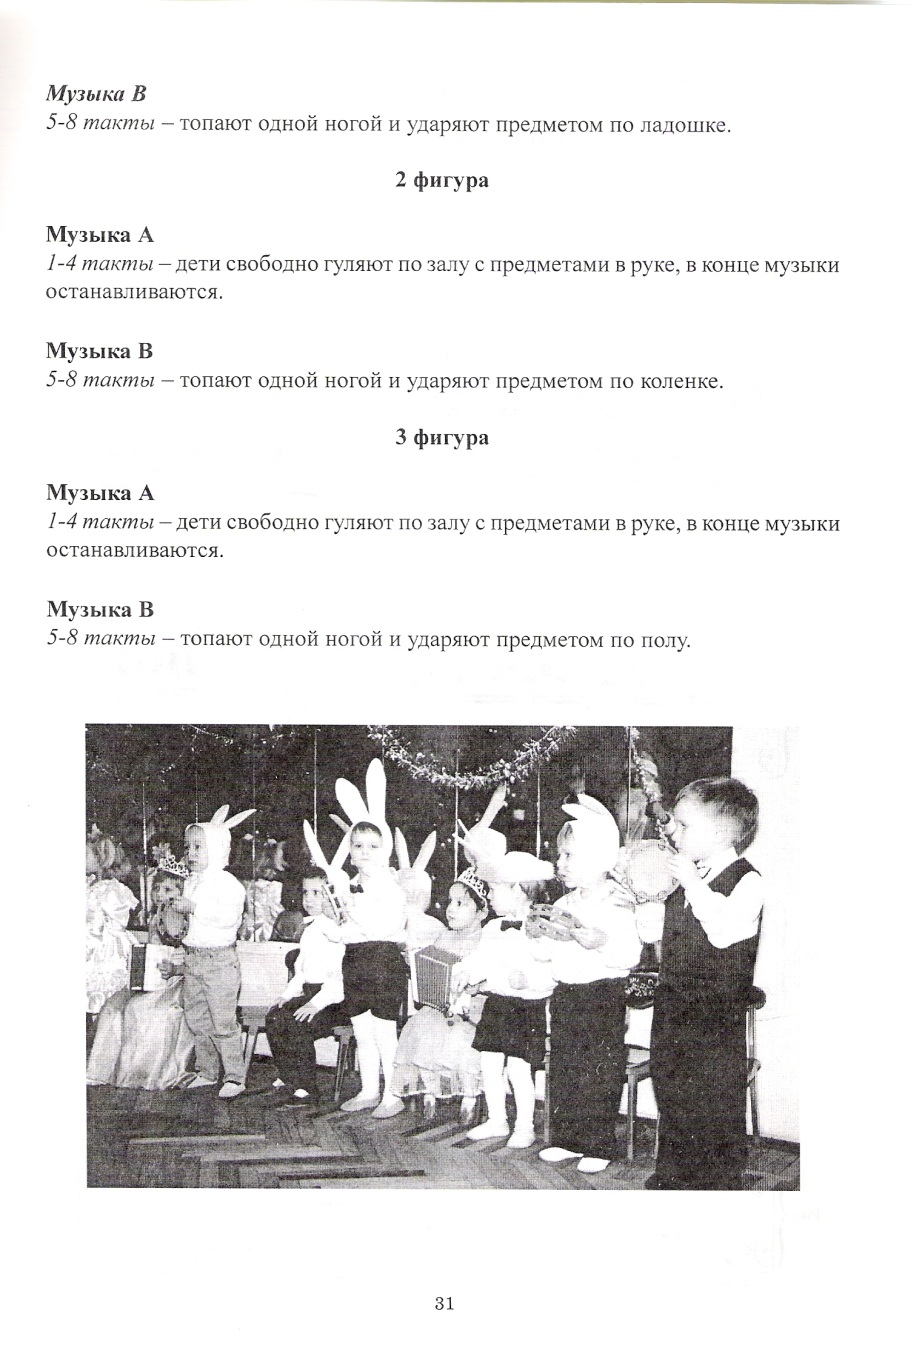 Музыка В
5-8 такты – топают одной ногой и ударяют предметом по ладошке.
2 фигура
Музыка А
1-4 такты – дети свободно гуляют по залу с предметами в руке, в конце музыки
останавливаются.
Музыка В
5-8 такты – топают одной ногой и ударяют предметом по коленке.
3 фигура
Музыка А
1-4 такты – дети свободно гуляют по залу с предметами в руке, в конце музыки
останавливаются.
Музыка В
5-8 такты – топают одной ногой и ударяют предметом по полу.
31